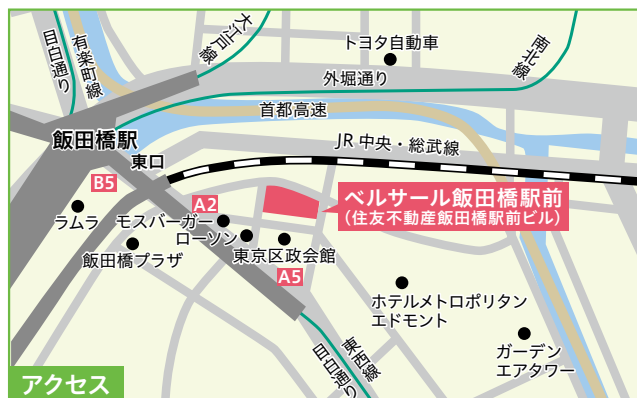 目白通り
有楽町線
大江戸線
トヨタ自動車
南北線
外堀通り
首都高速
飯田橋駅
東口
JR 中央・総武線
B5
A2
ラムラ
モスバーガー
ローソン
飯田橋プラザ
東京区政会館
A5
ベルサール飯田橋駅前
(住友不動産飯田橋駅前ビル)
ホテルメトロポリタン
エドモント
ガーデン
エアタワー
東西線
目白通り
アクセス